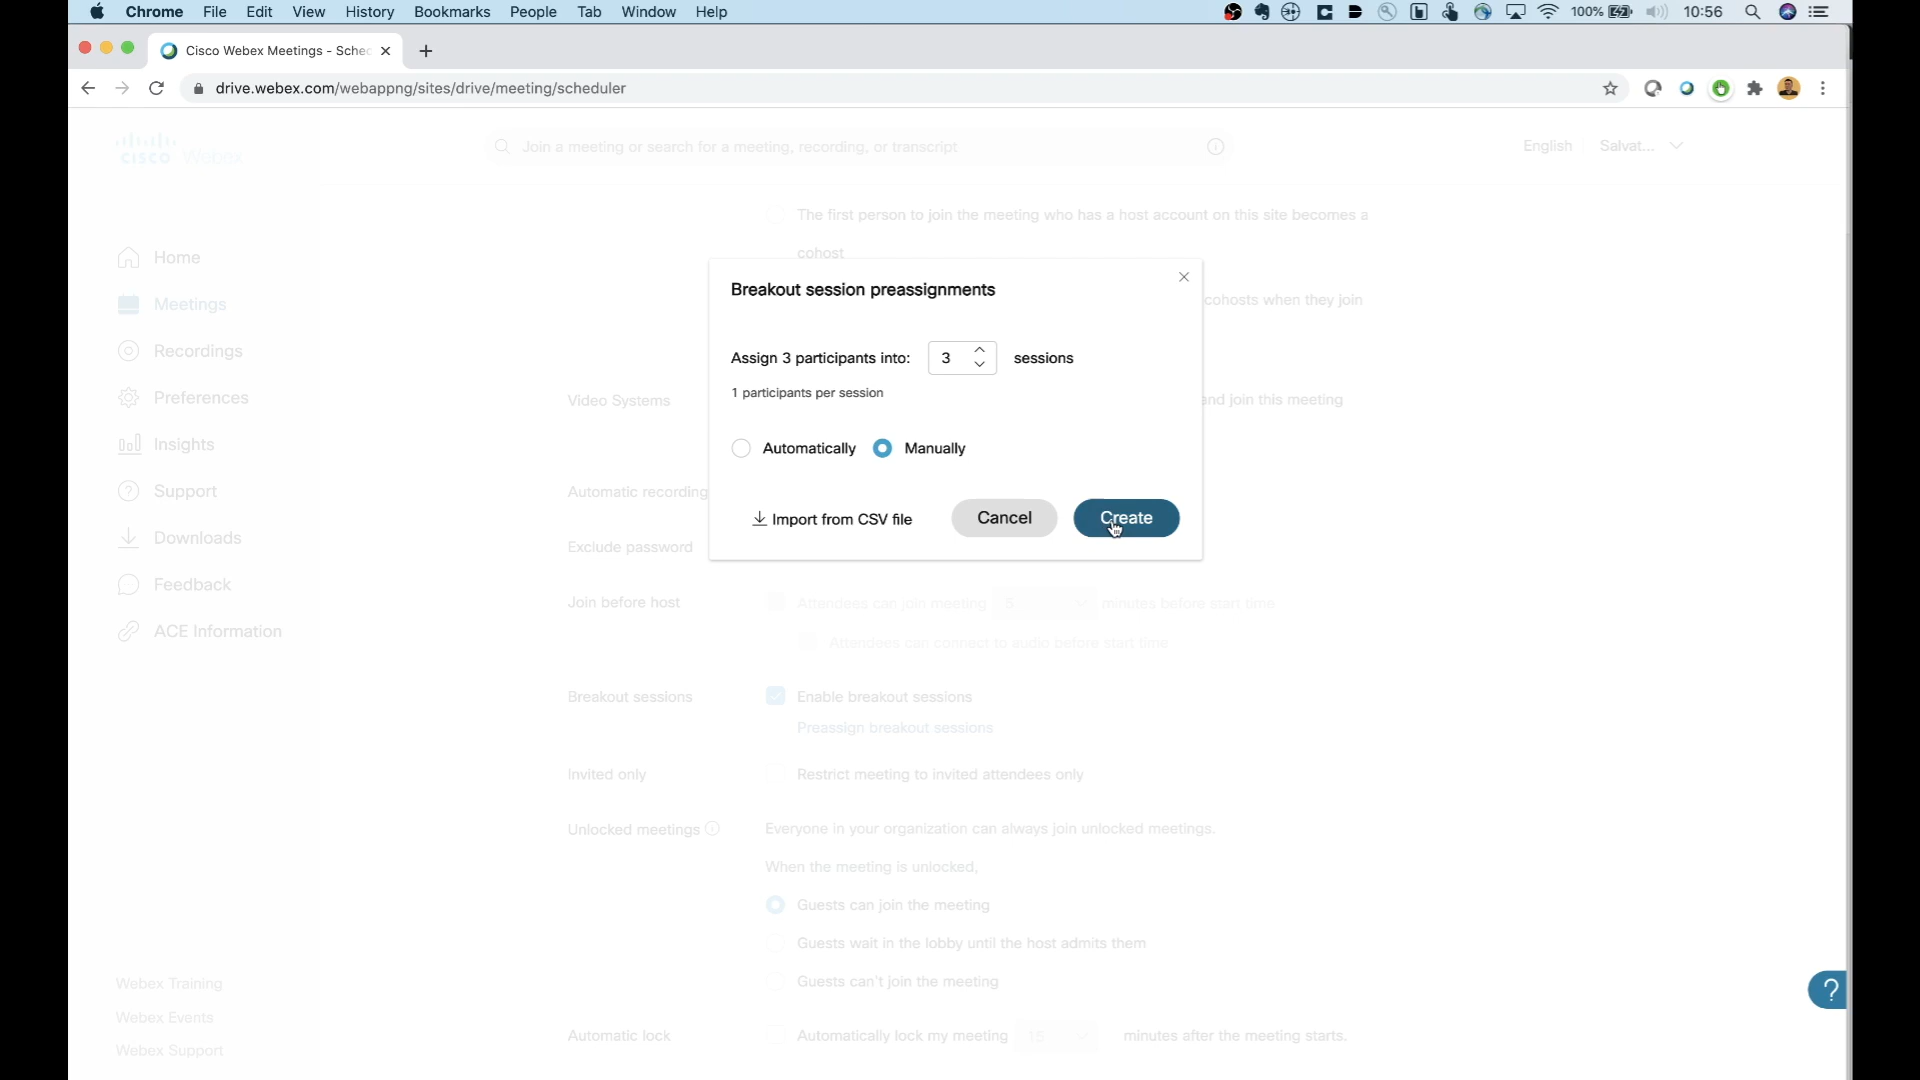 Chrome File Edit View History Bookmarks People Tab Window Help 100% 10:56
Cisco Webex Meetings - Sche
drive.webex.com/webappng/sites/drive/meeting/scheduler
CISCO Webex
Join a meeting or search for a meeting, recording, or transcript
English Salvat...
Home
Meetings
Recordings
Preferences
Insights
Support
Downloads
Feedback
ACE Information
Webex Training
Webex Events
Webex Support
The first person to join the meeting who has a host account on this site becomes a
cohost
cohosts when they join
Breakout session preassignments
Assign 3 participants into: 3 sessions
1 participants per session
Automatically Manually
Import from CSV file Cancel Create
Video Systems and join this meeting
Automatic recording
Exclude password
Join before host Attendees can join meeting 5 minutes before start time
Attendees can connect to audio before start time
Breakout sessions Enable breakout sessions
Preassign breakout sessions
Invited only Restrict meeting to invited attendees only
Unlocked meetings Everyone in your organization can always join unlocked meetings.
When the meeting is unlocked,
Guests can join the meeting
Guests wait in the lobby until the host admits them
Guests can't join the meeting
Automatic lock Automatically lock my meeting 15 minutes after the meeting starts.
?